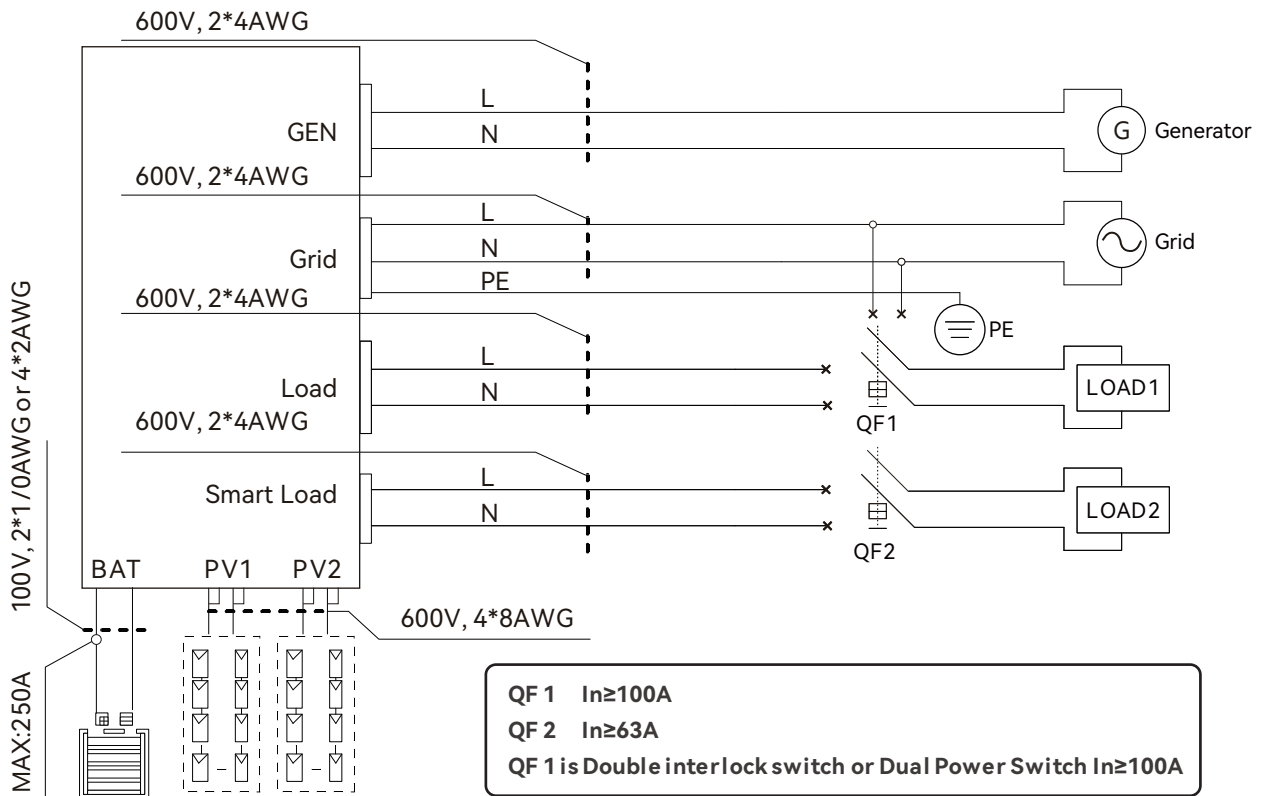 600V, 2*4AWG
L
GEN
N
G
Generator
600V, 2*4AWG
L
Grid
N
Grid
PE
600V, 2*4AWG
PE
L
Load
N
LOAD1
600V, 2*4AWG
QF1
L
Smart Load
N
LOAD2
QF2
BAT
PV1
PV2
100V, 2*1/0AWG or 4*2AWG
600V, 4*8AWG
MAX:250A
QF 1 In≥100A
QF 2 In≥63A
QF 1 is Double interlock switch or Dual Power Switch In≥100A